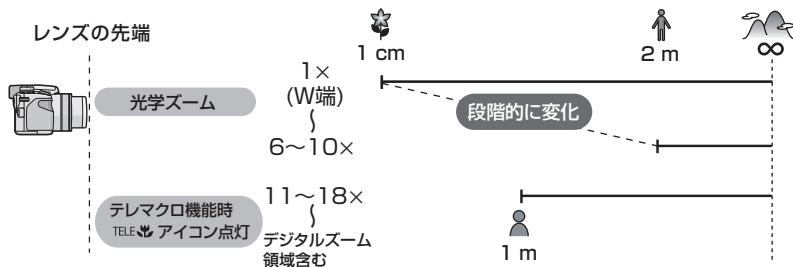 レンズの先端
1 cm
2 m
∞
光学ズーム
1×
(W端)
〜
6〜10×
段階的に変化
テレマクロ機能時
TELE アイコン点灯
11〜18×
〜
デジタルズーム
領域含む
1 m